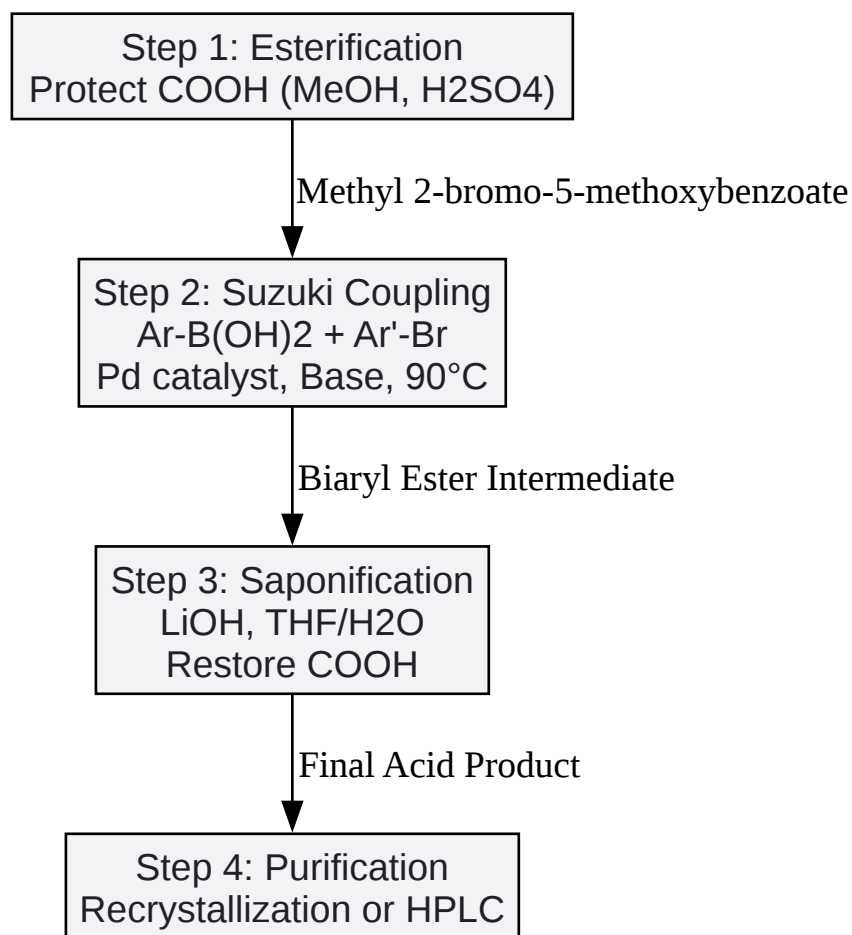 Step 1: Esterification
Protect COOH (MeOH, H2SO4)
Methyl 2-bromo-5-methoxybenzoate
Step 2: Suzuki Coupling
Ar-B(OH)2 + Ar'-Br
Pd catalyst, Base, 90°C
Biaryl Ester Intermediate
Step 3: Saponification
LiOH, THF/H2O
Restore COOH
Final Acid Product
Step 4: Purification
Recrystallization or HPLC